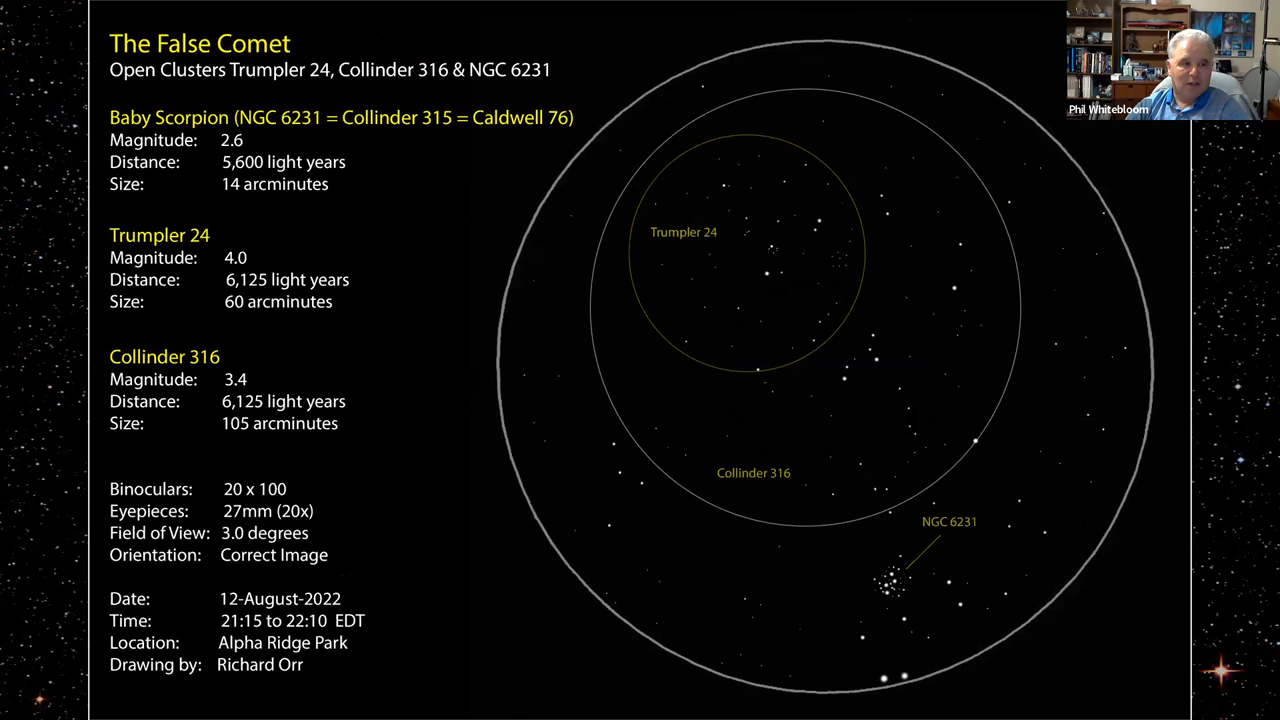 The False Comet
Open Clusters Trumpler 24, Collinder 316 & NGC 6231
Baby Scorpion (NGC 6231 = Collinder 315 = Caldwell 76)
Magnitude: 2.6
Distance: 5,600 light years
Size: 14 arcminutes
Trumpler 24
Magnitude: 4.0
Distance: 6,125 light years
Size: 60 arcminutes
Collinder 316
Magnitude: 3.4
Distance: 6,125 light years
Size: 105 arcminutes
Binoculars: 20 x 100
Eyepieces: 27mm (20x)
Field of View: 3.0 degrees
Orientation: Correct Image
Date: 12-August-2022
Time: 21:15 to 22:10 EDT
Location: Alpha Ridge Park
Drawing by: Richard Orr
Trumpler 24
Collinder 316
NGC 6231
Phil Whitebloom